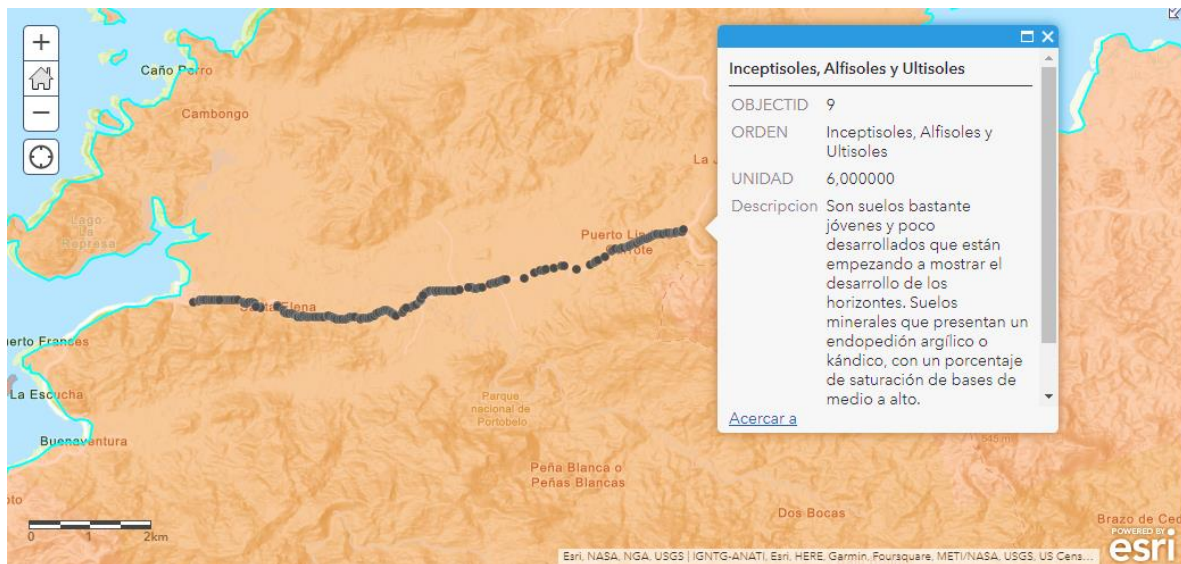 +
−
Caño Perro
Cambongo
Lago
La
Represa
Santa Elena
Puerto Frances
La Escucha
Buenaventura
Parque
nacional de
Portobelo
Peña Blanca o
Peñas Blancas
Dos Bocas
Puerto
La
Inceptisoles, Alfisoles y Ultisoles
OBJECTID 9
ORDEN Inceptisoles, Alfisoles y
Ultisoles
UNIDAD 6,000000
Descripcion Son suelos bastante
jóvenes y poco
desarrollados que están
empezando a mostrar el
desarrollo de los
horizontes. Suelos
minerales que presentan un
endopedión argílico o
kándico, con un porcentaje
de saturación de bases de
medio a alto.
Acercar a
0 1 2km
Brazo de
Esri, NASA, NGA, USGS | IGNTG-ANATI, Esri, HERE, Garmin, Foursquare, METI/NASA, USGS, US Cens...
POWERED BY
esri